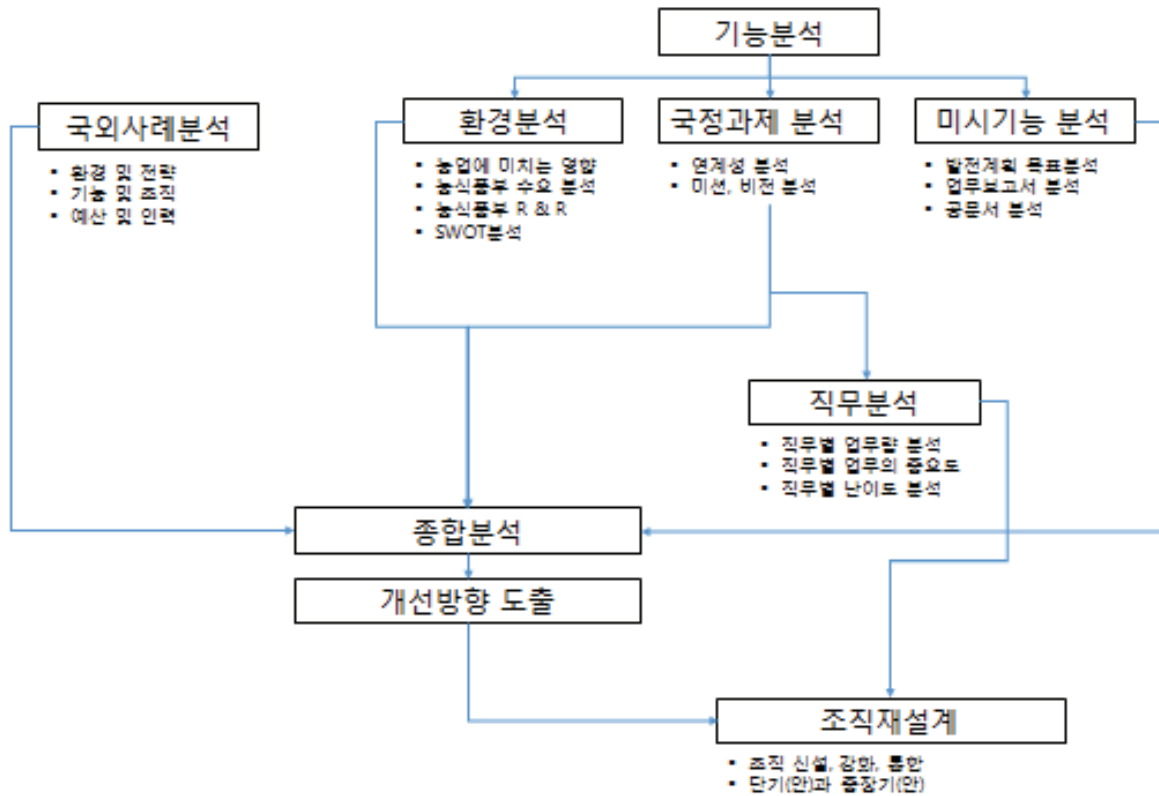 기능분석
국외사례분석
▪ 환경 및 전략
▪ 기능 및 조직
▪ 예산 및 인력
환경분석
▪ 농업에 미치는 영향
▪ 농식품부 수요 분석
▪ 농식품부 R & R
▪ SWOT분석
국정과제 분석
▪ 연계성 분석
▪ 미션, 비전 분석
미시기능 분석
▪ 발전계획 목표분석
▪ 업무보고서 분석
▪ 공문서 분석
직무분석
▪ 직무별 업무량 분석
▪ 직무별 업무의 중요도
▪ 직무별 난이도 분석
종합분석
개선방향 도출
조직재설계
▪ 조직 신설, 강화, 통합
▪ 단기(안)과 중장기(안)